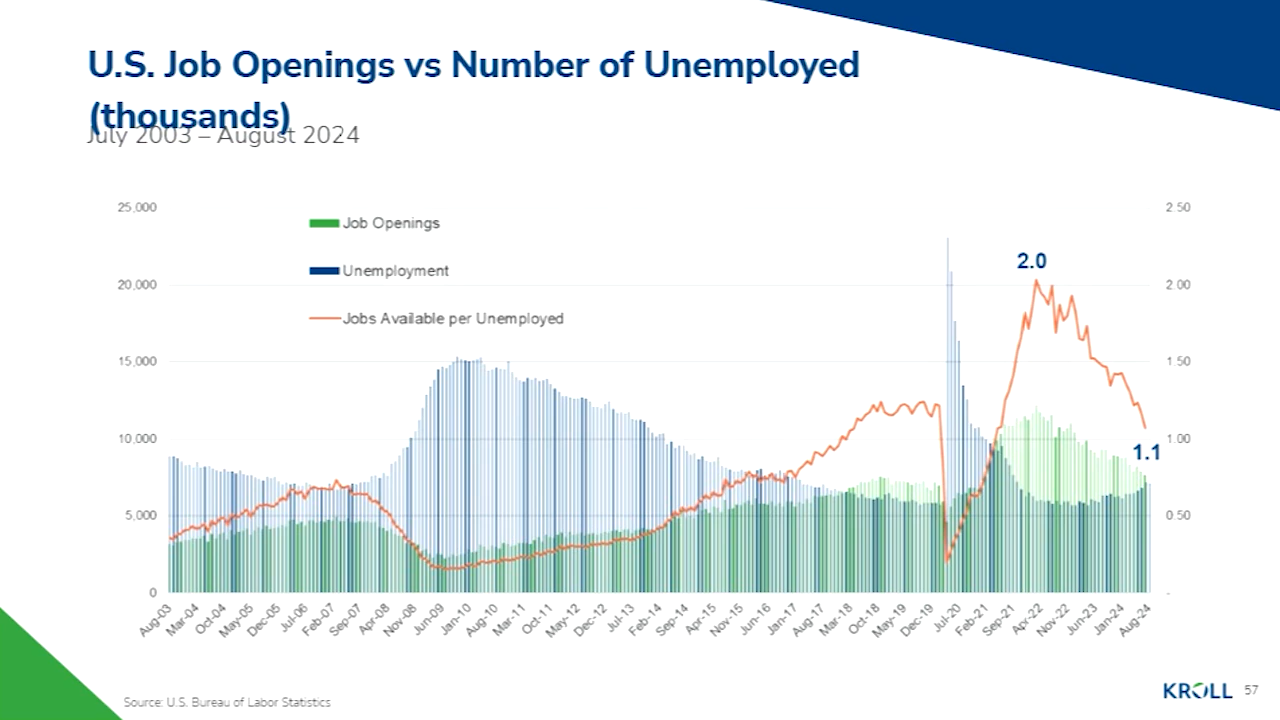 U.S. Job Openings vs Number of Unemployed
(thousands)
July 2003 – August 2024
25,000
20,000
15,000
10,000
5,000
0
Job Openings
Unemployment
Jobs Available per Unemployed
2.0
1.1
2.50
2.00
1.50
1.00
0.50
-
Aug-03
Mar-04
Oct-04
May-05
Dec-05
Jul-06
Feb-07
Sep-07
Apr-08
Nov-08
Jun-09
Jan-10
Aug-10
Mar-11
Oct-11
May-12
Dec-12
Jul-13
Feb-14
Sep-14
Apr-15
Nov-15
Jun-16
Jan-17
Aug-17
Mar-18
Oct-18
May-19
Dec-19
Jul-20
Feb-21
Sep-21
Apr-22
Nov-22
Jun-23
Jan-24
Aug-24
Source: U.S. Bureau of Labor Statistics
KROLL
57